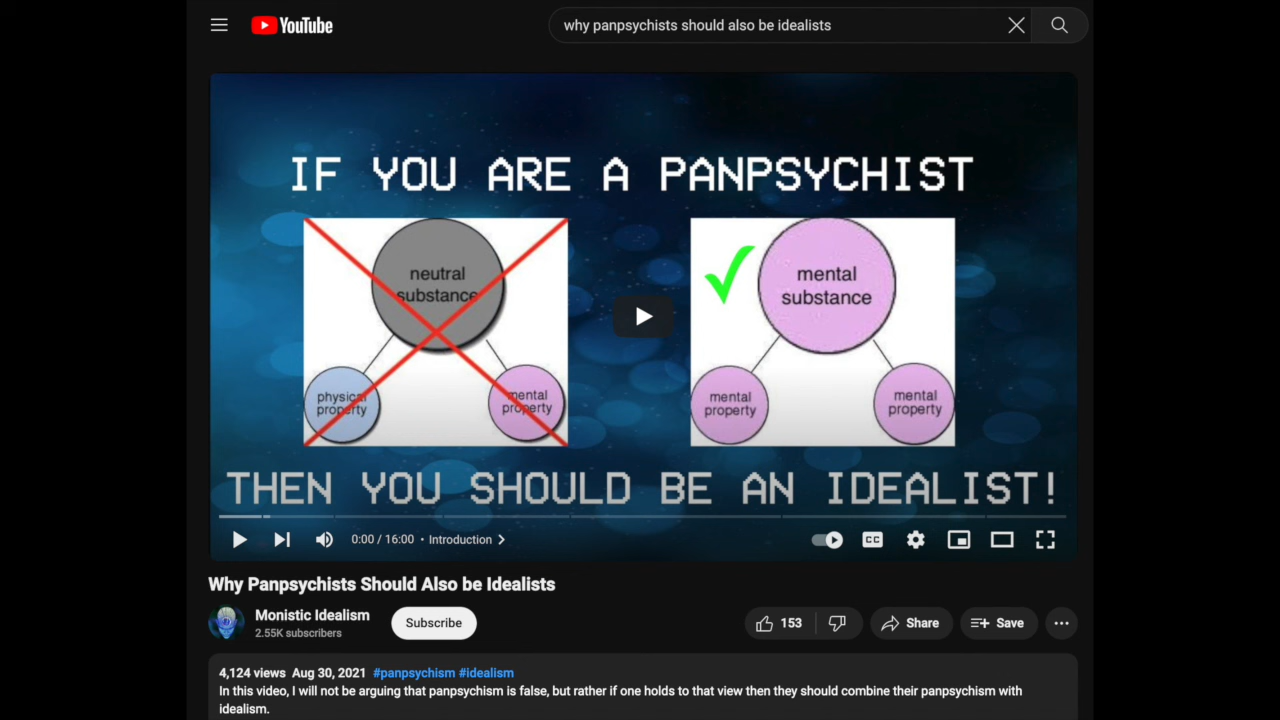 YouTube
why panpsychists should also be idealists
IF YOU ARE A PANPSYCHIST
neutral
substance
physical
property
mental
property
mental
substance
mental
property
mental
property
THEN YOU SHOULD BE AN IDEALIST!
0:00 / 16:00 • Introduction
CC
Why Panpsychists Should Also be Idealists
Monistic Idealism
2.55K subscribers
Subscribe
153
Share
Save
4,124 views Aug 30, 2021 #panpsychism #idealism
In this video, I will not be arguing that panpsychism is false, but rather if one holds to that view then they should combine their panpsychism with
idealism.